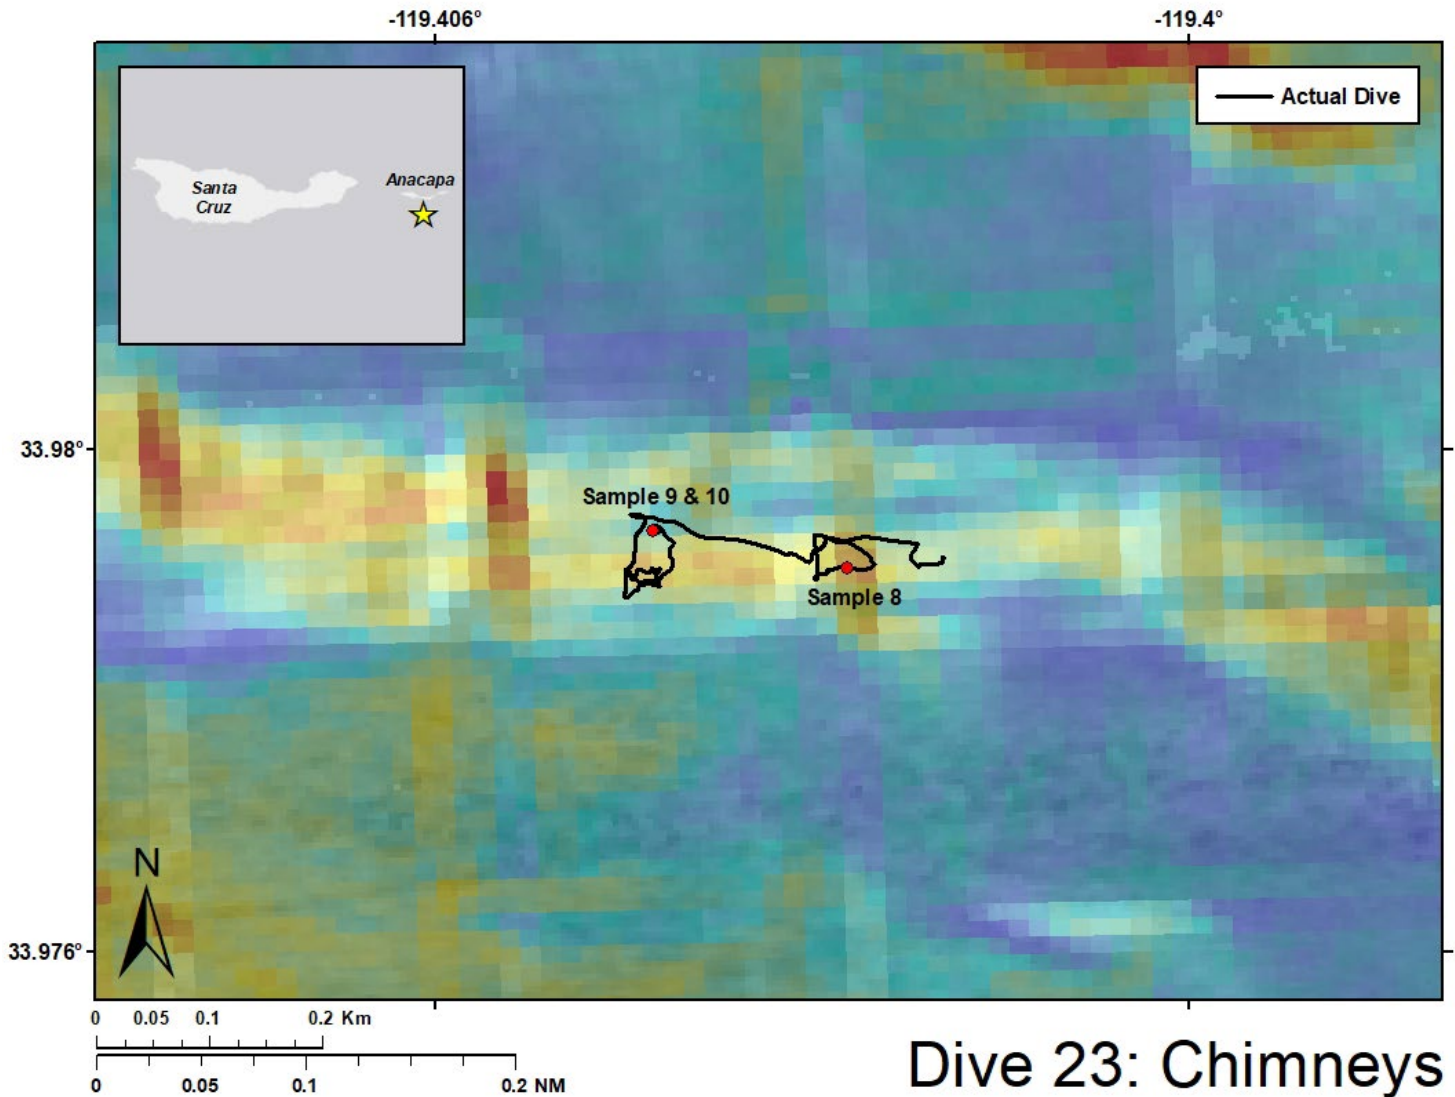 -119.406°
-119.4°
Actual Dive
Santa
Cruz
Anacapa
33.98°
Sample 9 & 10
Sample 8
N
33.976°
0 0.05 0.1 0.2 Km
0 0.05 0.1 0.2 NM
Dive 23: Chimneys